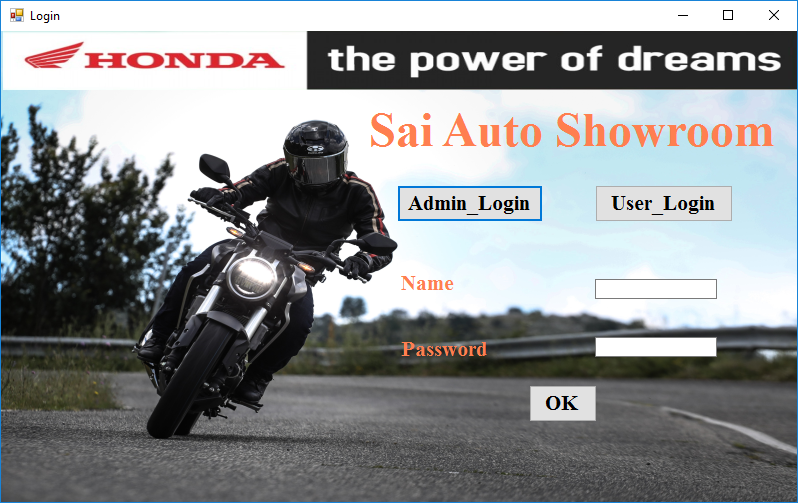 Login
HONDA the power of dreams
Sai Auto Showroom
Admin_Login User_Login
Name
Password
OK